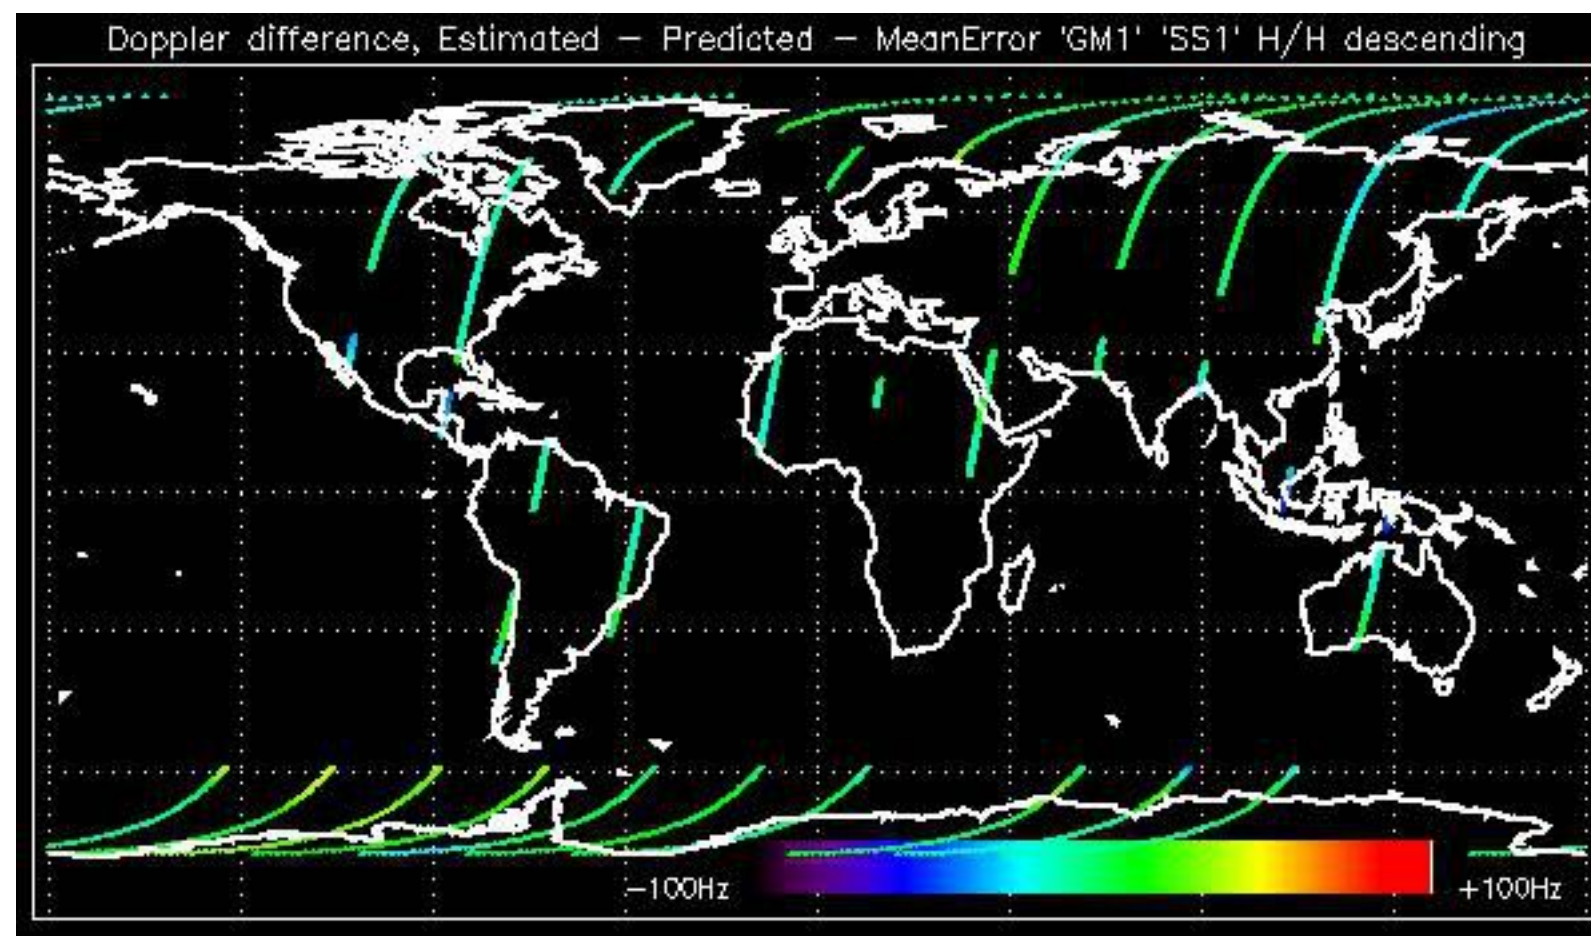 Doppler difference, Estimated – Predicted – MeanError 'GM1' 'SS1' H/H descending
–100Hz
+100Hz